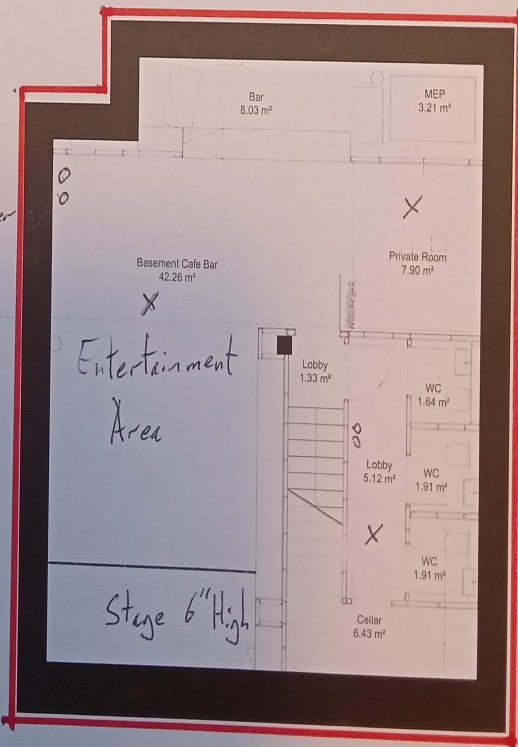 Bar
8.03 m²
MEP
3.21 m²
Private Room
7.90 m²
Basement Cafe Bar
42.26 m²
Entertainment
Area
Lobby
1.33 m²
WC
1.64 m²
Lobby
5.12 m²
WC
1.91 m²
WC
1.91 m²
Stage 6"High
Cellar
6.43 m²